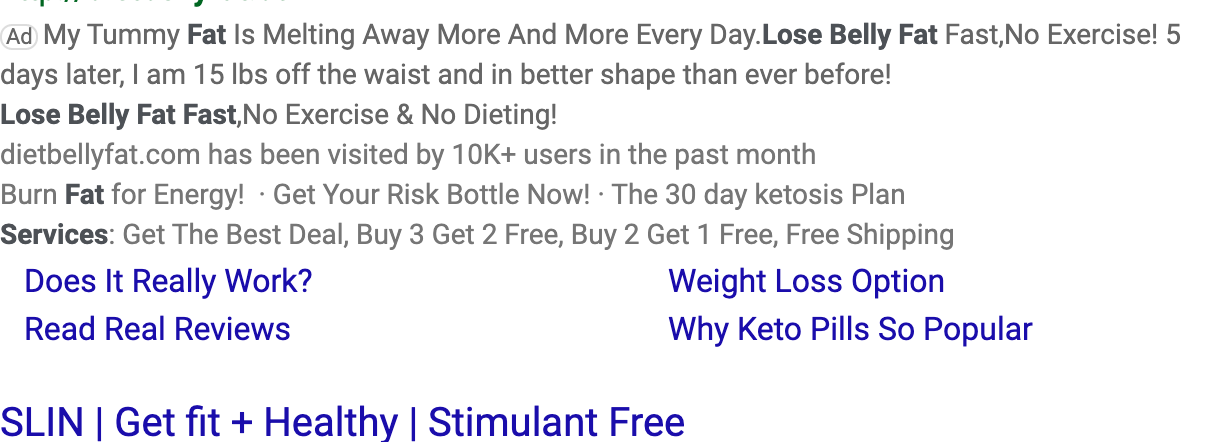 Ad My Tummy Fat Is Melting Away More And More Every Day.Lose Belly Fat Fast,No Exercise! 5
days later, I am 15 lbs off the waist and in better shape than ever before!
Lose Belly Fat Fast,No Exercise & No Dieting!
dietbellyfat.com has been visited by 10K+ users in the past month
Burn Fat for Energy! · Get Your Risk Bottle Now! · The 30 day ketosis Plan
Services: Get The Best Deal, Buy 3 Get 2 Free, Buy 2 Get 1 Free, Free Shipping
Does It Really Work? Weight Loss Option
Read Real Reviews Why Keto Pills So Popular
SLIN | Get fit + Healthy | Stimulant Free